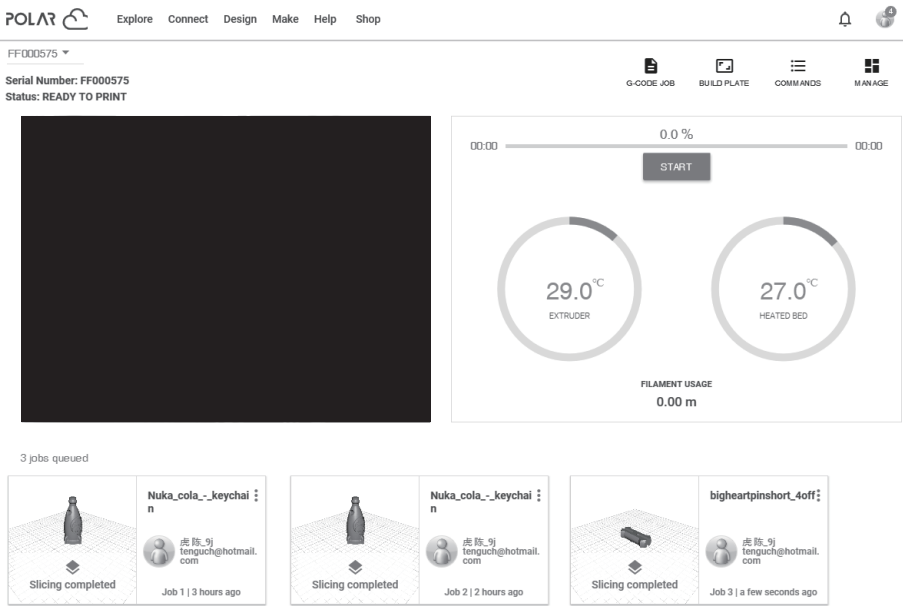 POLAR
Explore Connect Design Make Help Shop
4
FF000575
Serial Number: FF000575
Status: READY TO PRINT
G-CODE JOB BUILD PLATE COMMANDS MANAGE
0.0 %
00:00 00:00
START
29.0°C 27.0°C
EXTRUDER HEATED BED
FILAMENT USAGE
0.00 m
3 jobs queued
Nuka_cola_-_keychai
n
虎 陈_9j
tenguch@hotmail.
com
Slicing completed
Job 1 | 3 hours ago
Nuka_cola_-_keychai
n
虎 陈_9j
tenguch@hotmail.
com
Slicing completed
Job 2 | 2 hours ago
bigheartpinshort_4off
虎 陈_9j
tenguch@hotmail.
com
Slicing completed
Job 3 | a few seconds ago